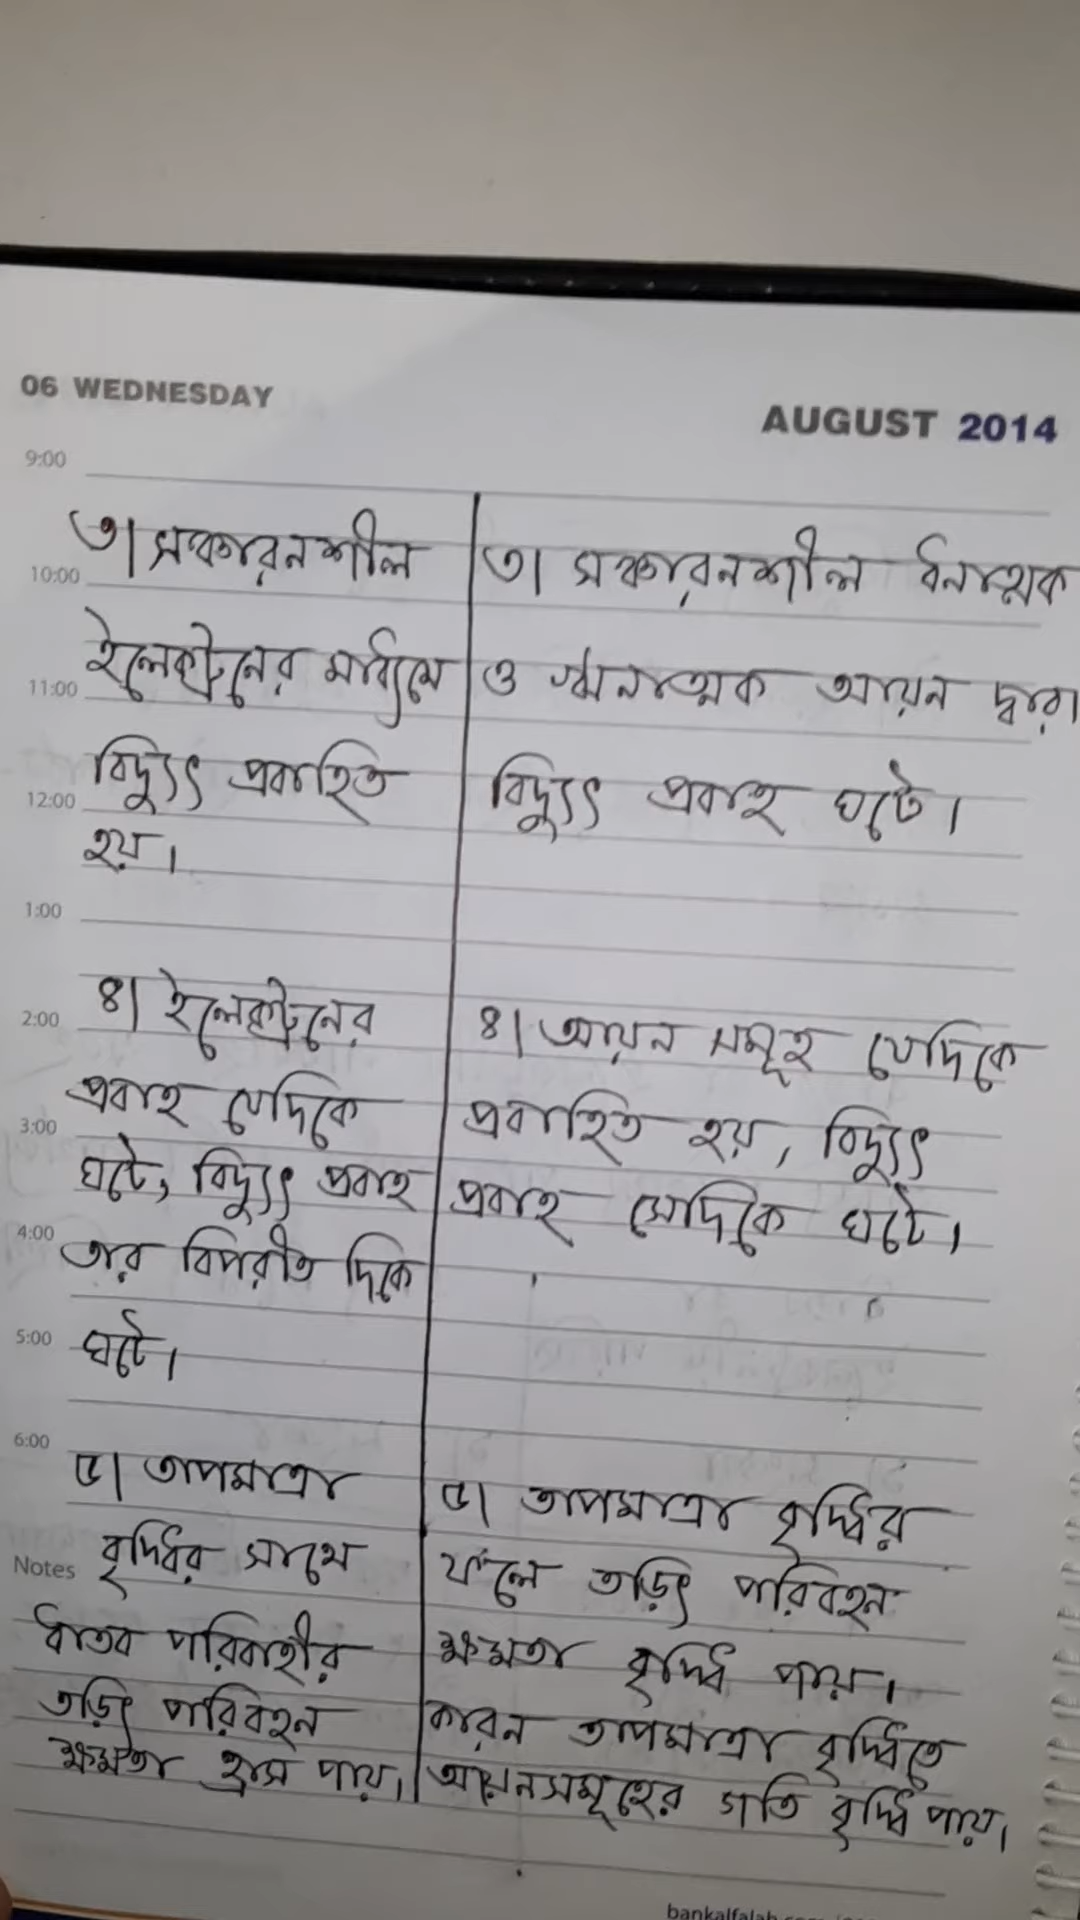 06 WEDNESDAY
AUGUST 2014
9:00
10:00
11:00
12:00
1:00
2:00
3:00
4:00
5:00
6:00
Notes
৩। সঞ্চারনশীল
ইলেকট্রনের মাধ্যমে
বিদ্যুৎ প্রবাহিত
হয়।
৪। ইলেকট্রনের
প্রবাহ যেদিকে
ঘটে, বিদ্যুৎ প্রবাহ
তার বিপরীত দিকে
ঘটে।
৫। তাপমাত্রা
বৃদ্ধির সাথে
ধাতব পরিবাহীর
তড়িৎ পরিবহন
ক্ষমতা হ্রাস পায়।
৩। সঞ্চারনশীল ধনাত্মক
ও ঋনাত্মক আয়ন দ্বারা
বিদ্যুৎ প্রবাহ ঘটে।
৪। আয়ন সমূহ যেদিকে
প্রবাহিত হয়, বিদ্যুৎ
প্রবাহ সেদিকে ঘটে।
৫। তাপমাত্রা বৃদ্ধির
ফলে তড়িৎ পরিবহন
ক্ষমতা বৃদ্ধি পায়।
কারন তাপমাত্রা বৃদ্ধিতে
আয়নসমূহের গতি বৃদ্ধি পায়।